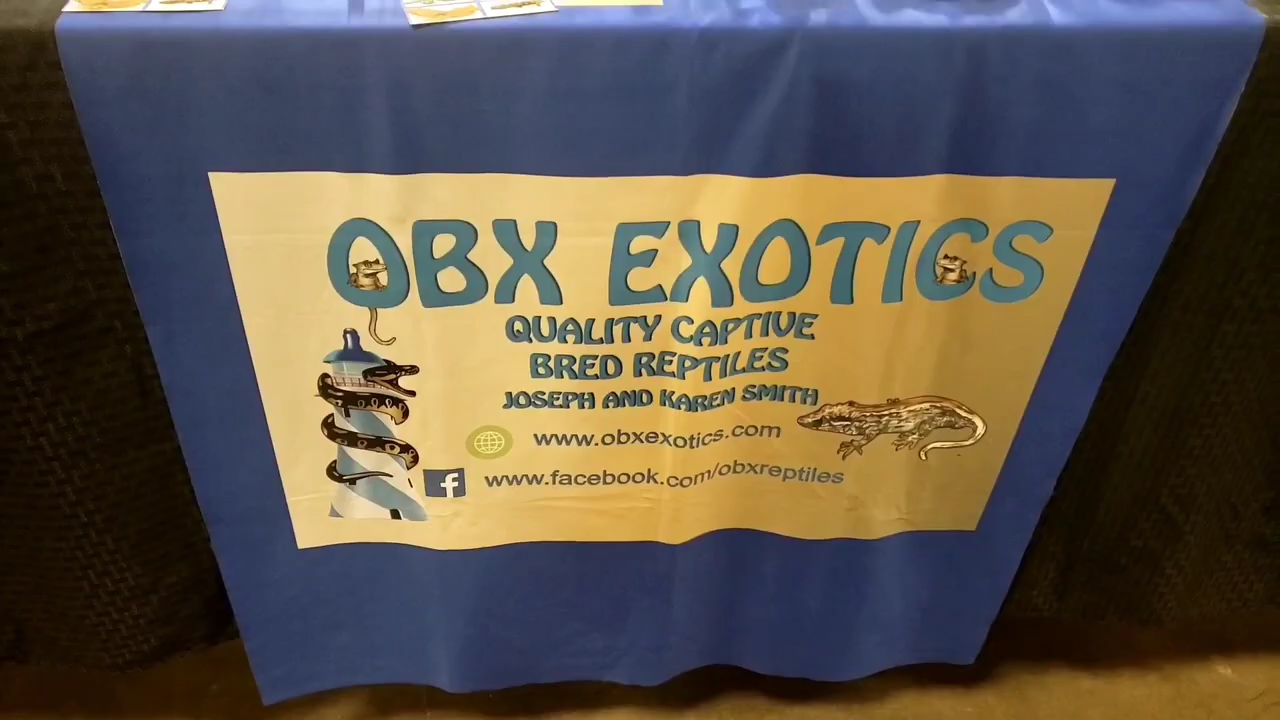 OBX EXOTICS
QUALITY CAPTIVE
BRED REPTILES
JOSEPH AND KAREN SMITH
www.obxexotics.com
f www.facebook.com/obxreptiles